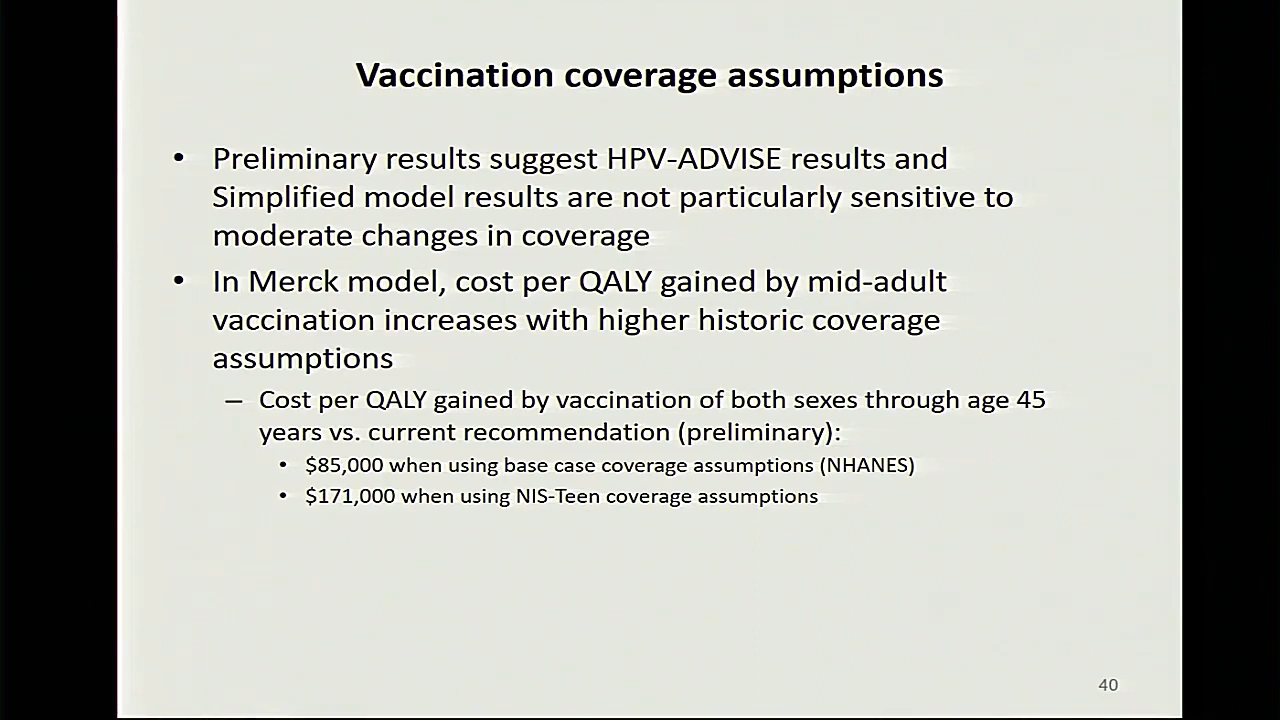 Vaccination coverage assumptions
• Preliminary results suggest HPV-ADVISE results and
Simplified model results are not particularly sensitive to
moderate changes in coverage
• In Merck model, cost per QALY gained by mid-adult
vaccination increases with higher historic coverage
assumptions
– Cost per QALY gained by vaccination of both sexes through age 45
years vs. current recommendation (preliminary):
• $85,000 when using base case coverage assumptions (NHANES)
• $171,000 when using NIS-Teen coverage assumptions
40